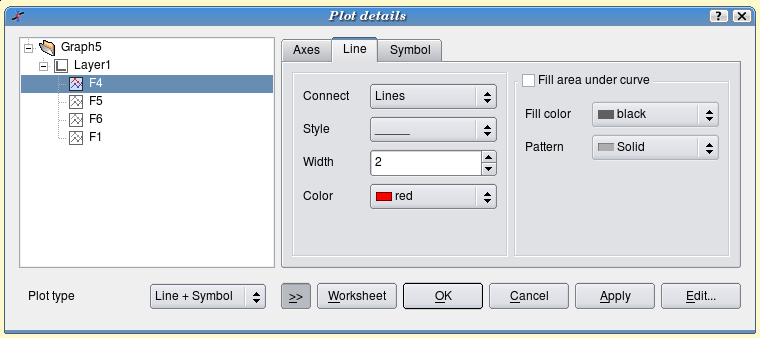 Plot details
Graph5
Layer1
F4
F5
F6
F1
Axes
Line
Symbol
Connect
Lines
Style
Width
2
Color
red
Fill area under curve
Fill color
black
Pattern
Solid
Plot type
Line + Symbol
>>
Worksheet
OK
Cancel
Apply
Edit...